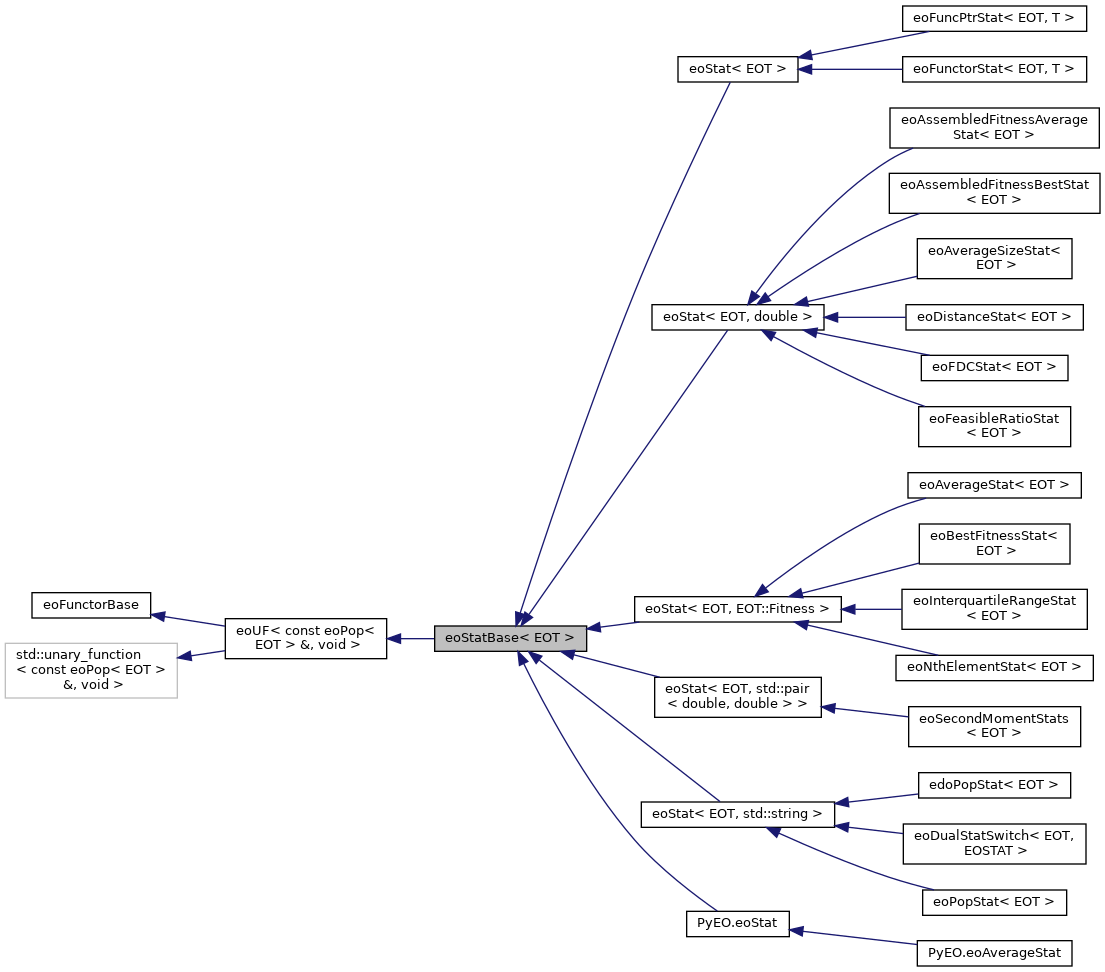 eoFunctorBase
std::unary_function
< const eoPop< EOT >
&, void >
eoUF< const eoPop<
EOT > &, void >
eoStatBase< EOT >
eoStat< EOT >
eoStat< EOT, double >
eoStat< EOT, EOT::Fitness >
eoStat< EOT, std::pair
< double, double > >
eoStat< EOT, std::string >
PyEO.eoStat
eoFuncPtrStat< EOT, T >
eoFunctorStat< EOT, T >
eoAssembledFitnessAverage
Stat< EOT >
eoAssembledFitnessBestStat
< EOT >
eoAverageSizeStat<
EOT >
eoDistanceStat< EOT >
eoFDCStat< EOT >
eoFeasibleRatioStat
< EOT >
eoAverageStat< EOT >
eoBestFitnessStat<
EOT >
eoInterquartileRangeStat
< EOT >
eoNthElementStat< EOT >
eoSecondMomentStats
< EOT >
edoPopStat< EOT >
eoDualStatSwitch< EOT,
EOSTAT >
eoPopStat< EOT >
PyEO.eoAverageStat